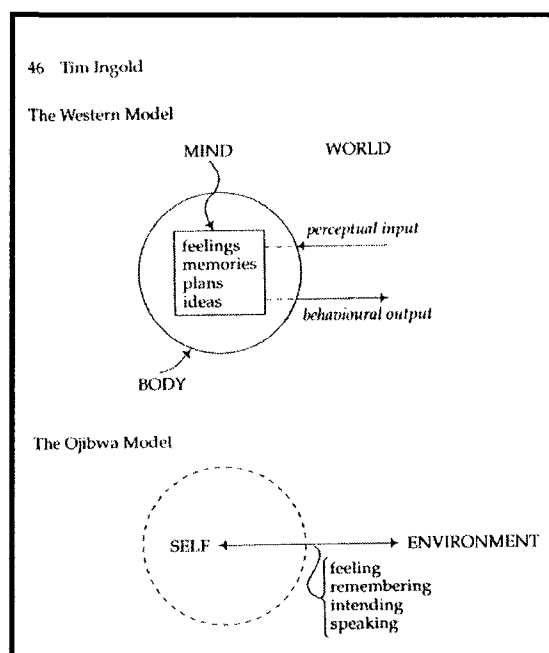 46 Tim Ingold
The Western Model
MIND WORLD
perceptual input
feelings
memories
plans
ideas
behavioural output
BODY
The Ojibwa Model
SELF ENVIRONMENT
feeling
remembering
intending
speaking